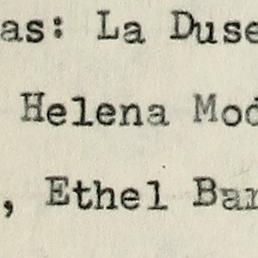 as: La Duse
Helena Mod
, Ethel Bar